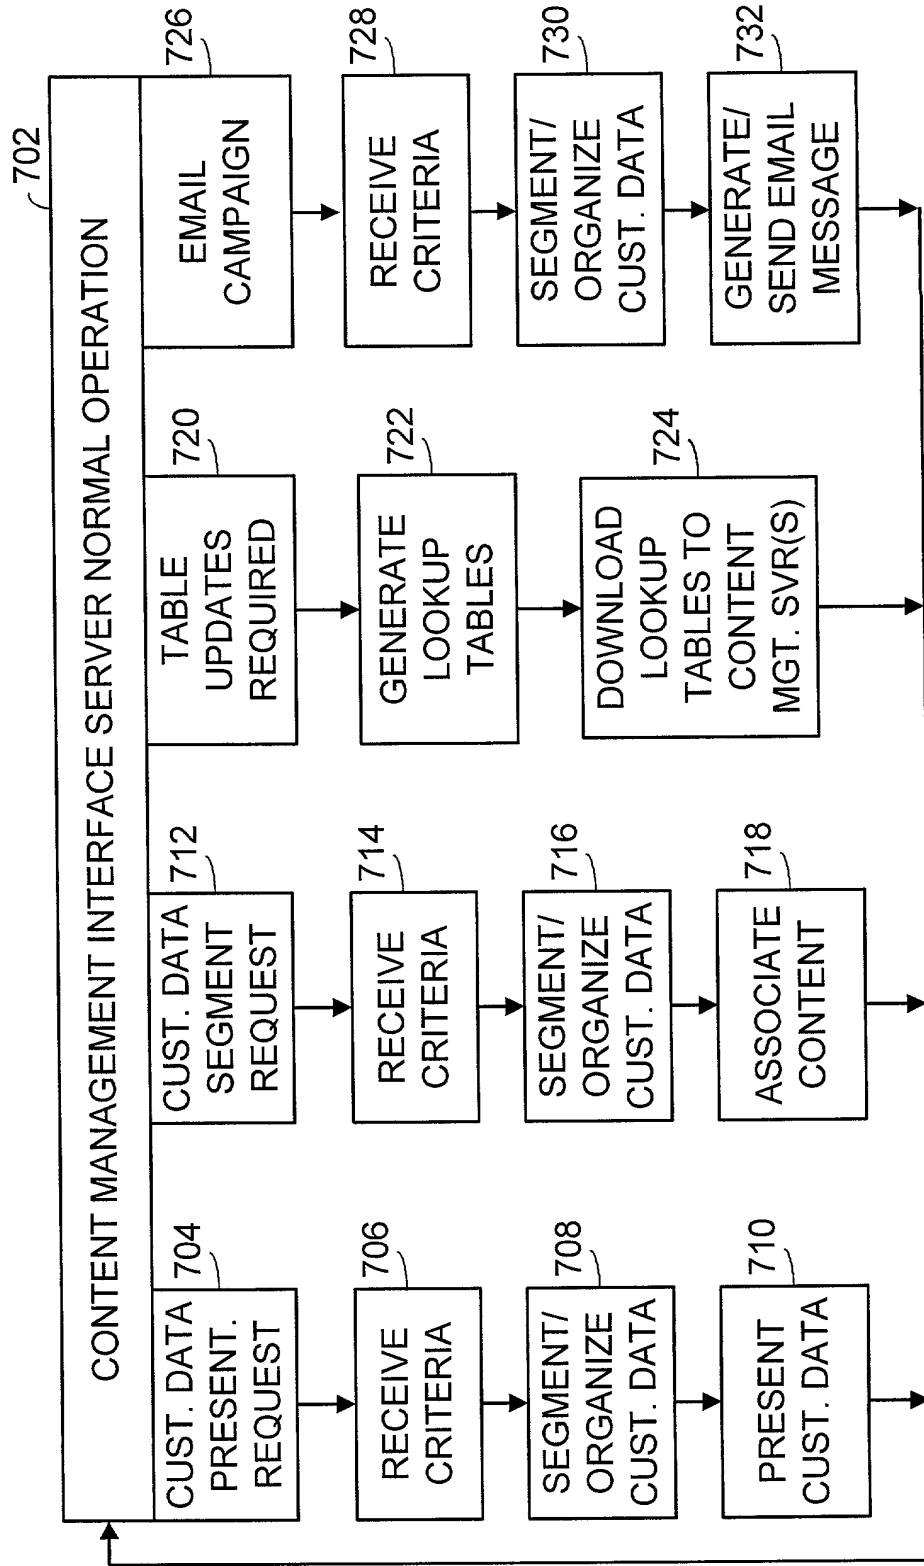 702
CONTENT MANAGEMENT INTERFACE SERVER NORMAL OPERATION
704
CUST. DATA
PRESENT.
REQUEST
706
RECEIVE
CRITERIA
708
SEGMENT/
ORGANIZE
CUST. DATA
710
PRESENT
CUST. DATA
712
CUST. DATA
SEGMENT
REQUEST
714
RECEIVE
CRITERIA
716
SEGMENT/
ORGANIZE
CUST. DATA
718
ASSOCIATE
CONTENT
720
TABLE
UPDATES
REQUIRED
722
GENERATE
LOOKUP
TABLES
724
DOWNLOAD
LOOKUP
TABLES TO
CONTENT
MGT. SVR(S)
726
EMAIL
CAMPAIGN
728
RECEIVE
CRITERIA
730
SEGMENT/
ORGANIZE
CUST. DATA
732
GENERATE/
SEND EMAIL
MESSAGE